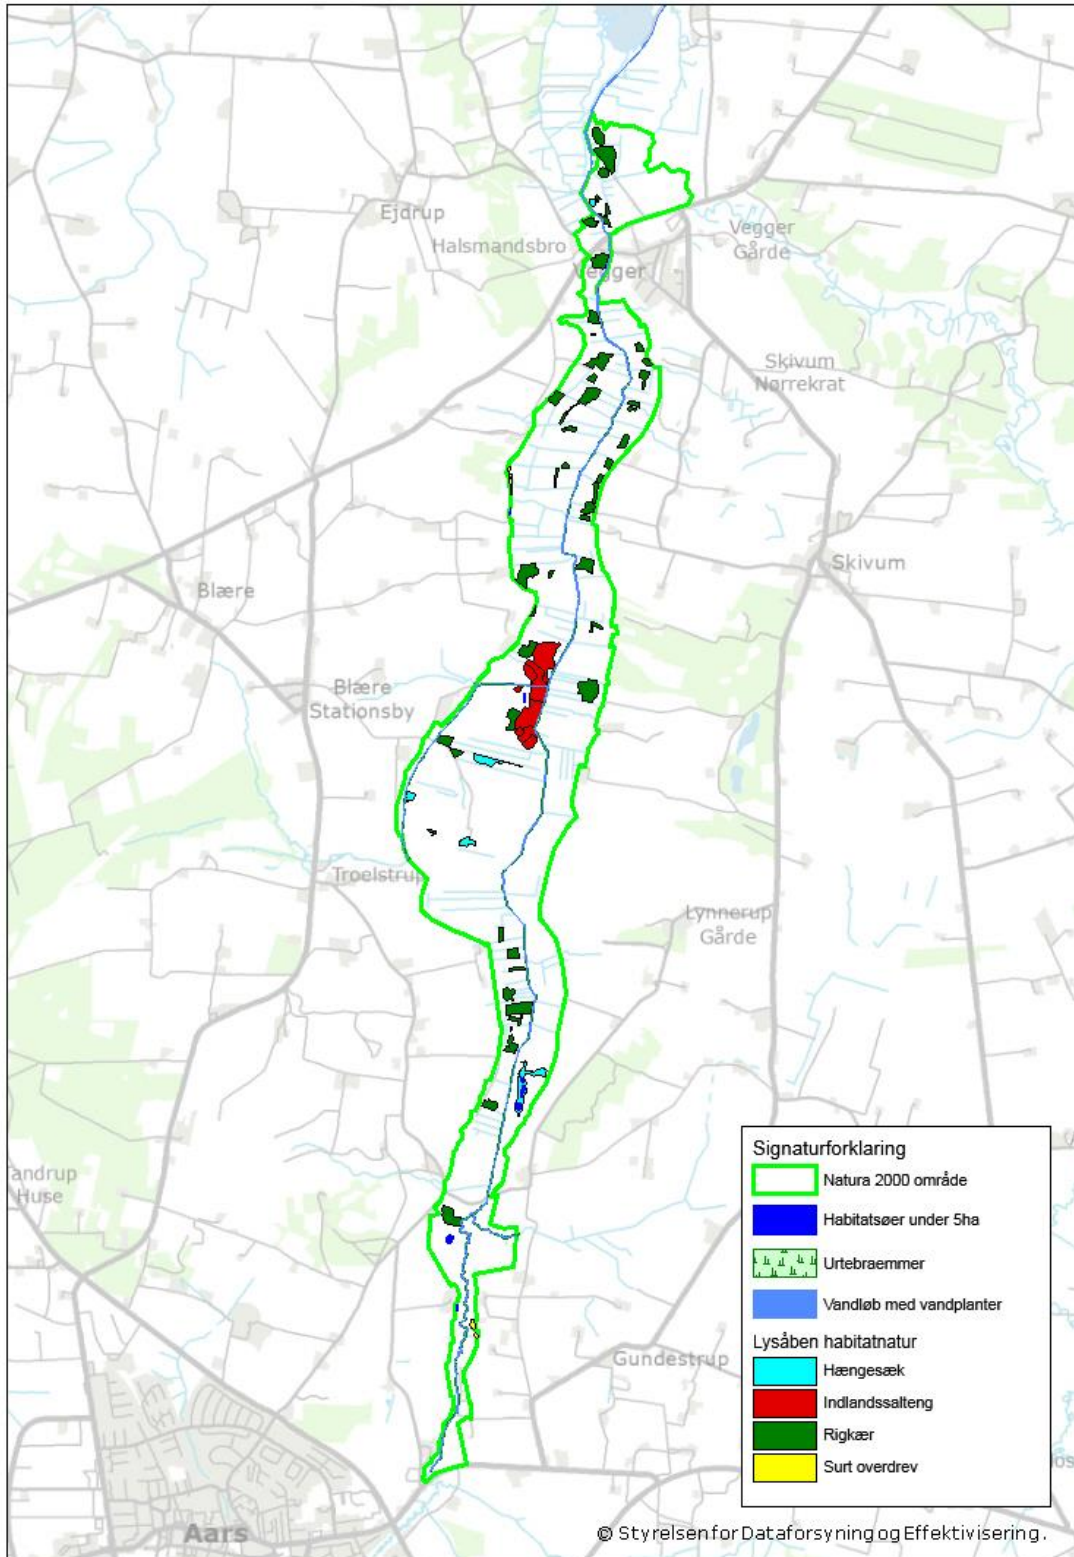 Ejdrup
Halsmandsbro
Vegger
Gårde
Vegger
Skivum
Nørrekrat
Skivum
Blære
Blære
Stationsby
Troelstrup
Lynnerup
Gårde
andrup
Huse
Gundestrup
Aars
Signaturforklaring
Natura 2000 område
Habitatsøer under 5ha
Urtebraemmer
Vandløb med vandplanter
Lysåben habitatnatur
Hængesæk
Indlandssalteng
Rigkær
Surt overdrev
© Styrelsen for Dataforsyning og Effektivisering.